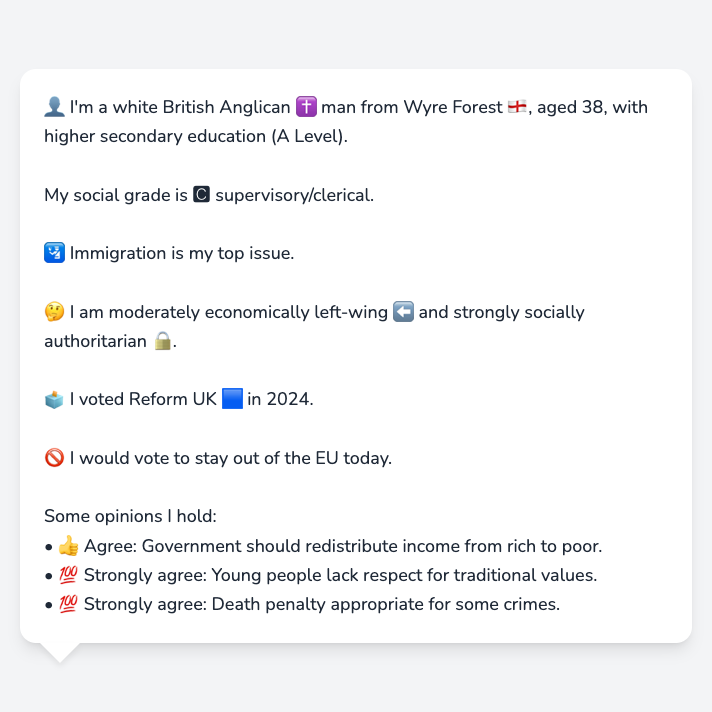 👤 I'm a white British Anglican ✝️ man from Wyre Forest 🏴󠁧󠁢󠁥󠁮󠁧󠁿, aged 38, with
higher secondary education (A Level).
My social grade is 🅲 supervisory/clerical.
🛂 Immigration is my top issue.
🤔 I am moderately economically left-wing ⬅️ and strongly socially
authoritarian 🔒.
🗳️ I voted Reform UK 🟦 in 2024.
🚫 I would vote to stay out of the EU today.
Some opinions I hold:
• 👍 Agree: Government should redistribute income from rich to poor.
• 💯 Strongly agree: Young people lack respect for traditional values.
• 💯 Strongly agree: Death penalty appropriate for some crimes.